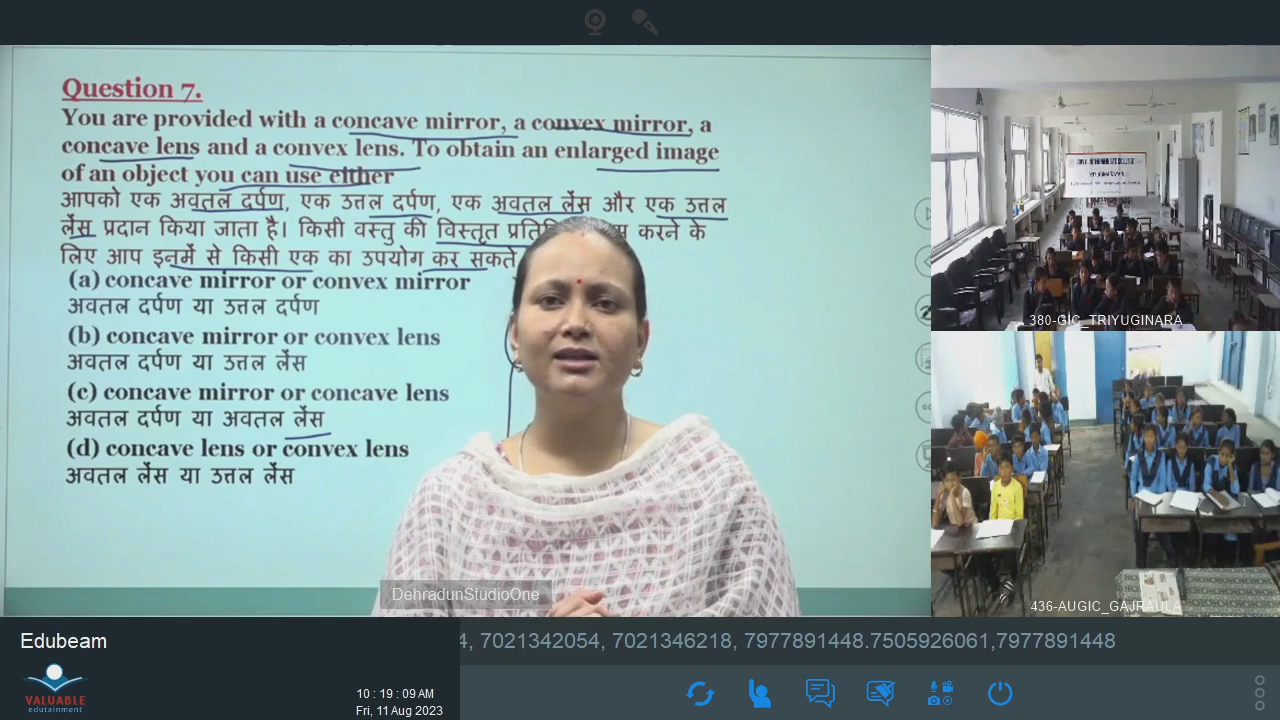 Question 7.
You are provided with a concave mirror, a convex mirror, a
concave lens and a convex lens. To obtain an enlarged image
of an object you can use either
आपको एक अवतल दर्पण, एक उत्तल दर्पण, एक अवतल लेंस और एक उत्तल
लेंस प्रदान किया जाता है। किसी वस्तु की विस्तृत करने के
लिए आप इनमें से किसी एक का उपयोग कर सकते
(a) concave mirror or convex mirror
अवतल दर्पण या उत्तल दर्पण
(b) concave mirror or convex lens
अवतल दर्पण या उत्तल लेंस
(c) concave mirror or concave lens
अवतल दर्पण या अवतल लेंस
(d) concave lens or convex lens
अवतल लेंस या उत्तल लेंस
DehradunStudioOne
380-GIC_TRIYUGINARA
436-AUGIC_GAJRAULA
Edubeam
4, 7021342054, 7021346218, 7977891448.7505926061,7977891448
VALUABLE
edutainment
10 : 19 : 09 AM
Fri, 11 Aug 2023